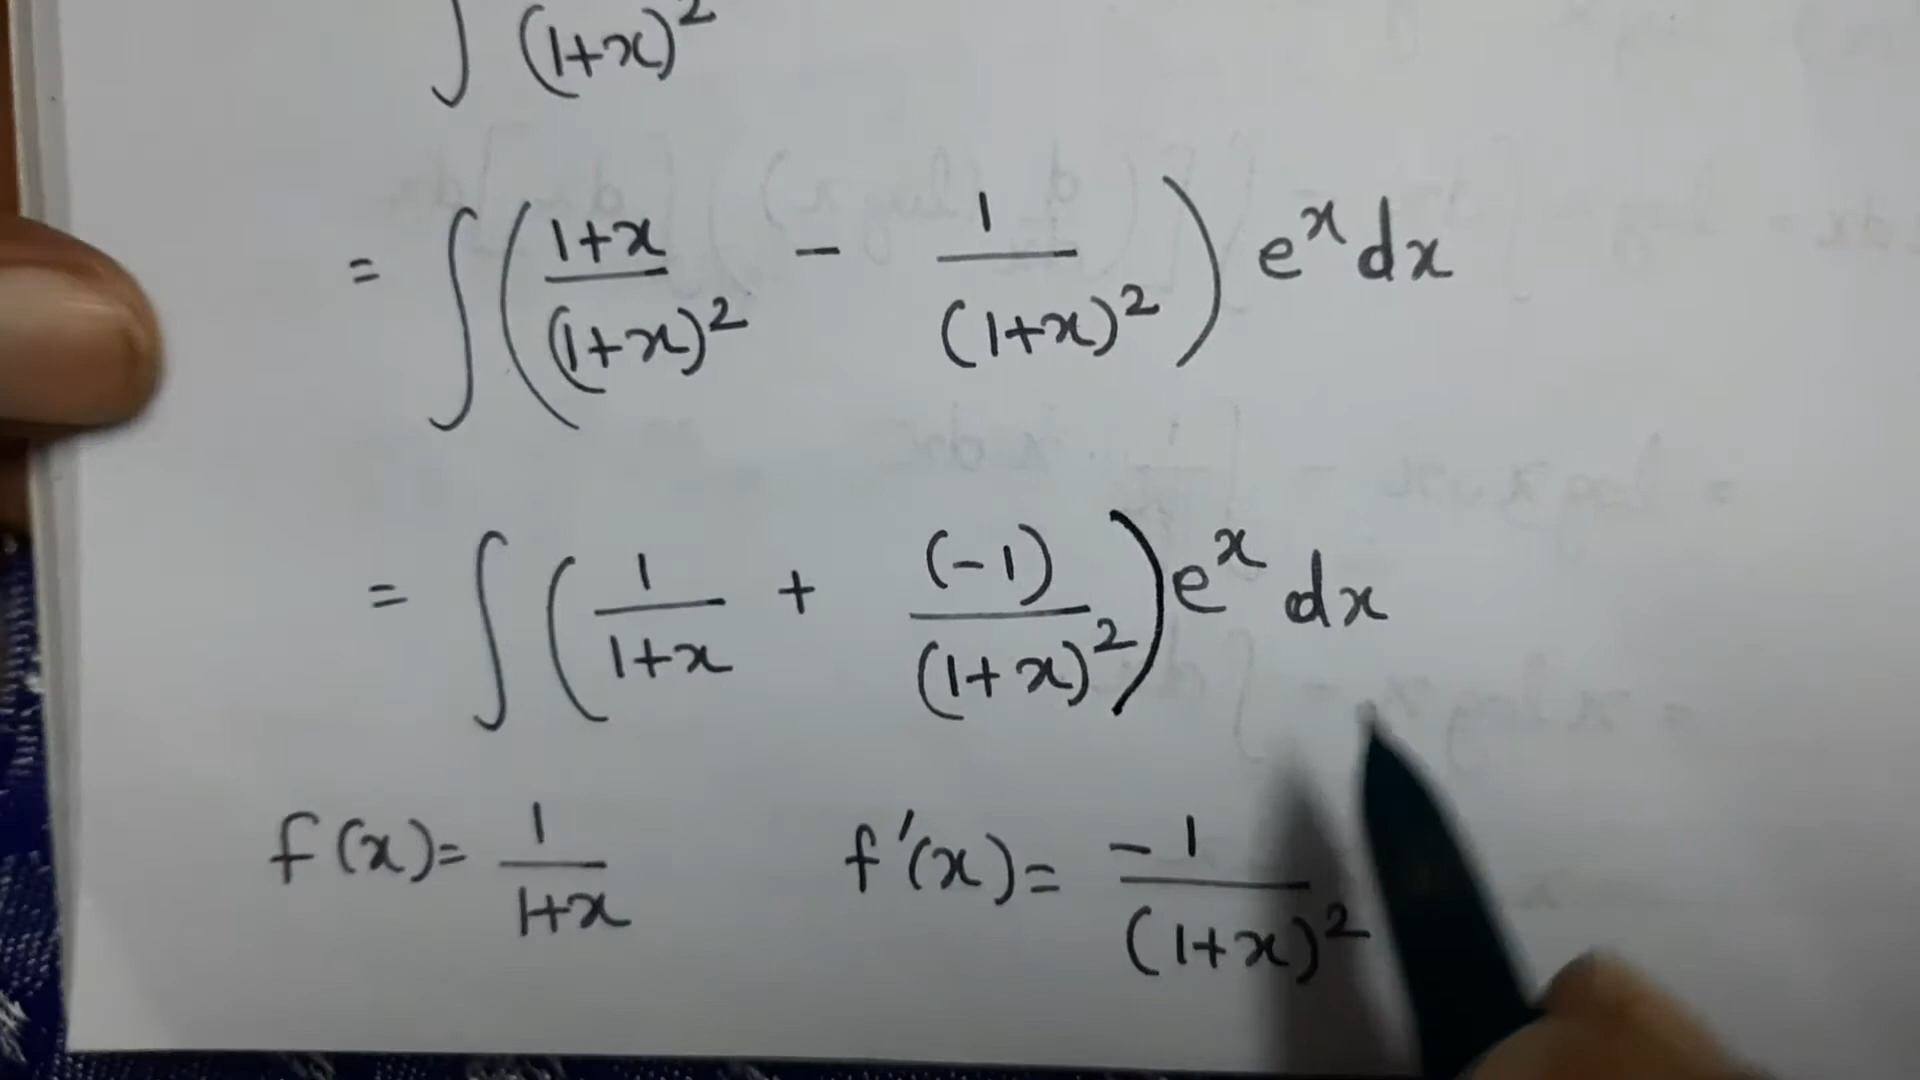 ∫ (1+x)²
= ∫ ( (1+x)/(1+x)² - 1/(1+x)² ) eˣ dx
= ∫ ( 1/(1+x) + (-1)/(1+x)² ) eˣ dx
f(x) = 1/(1+x) f'(x) = -1/(1+x)²